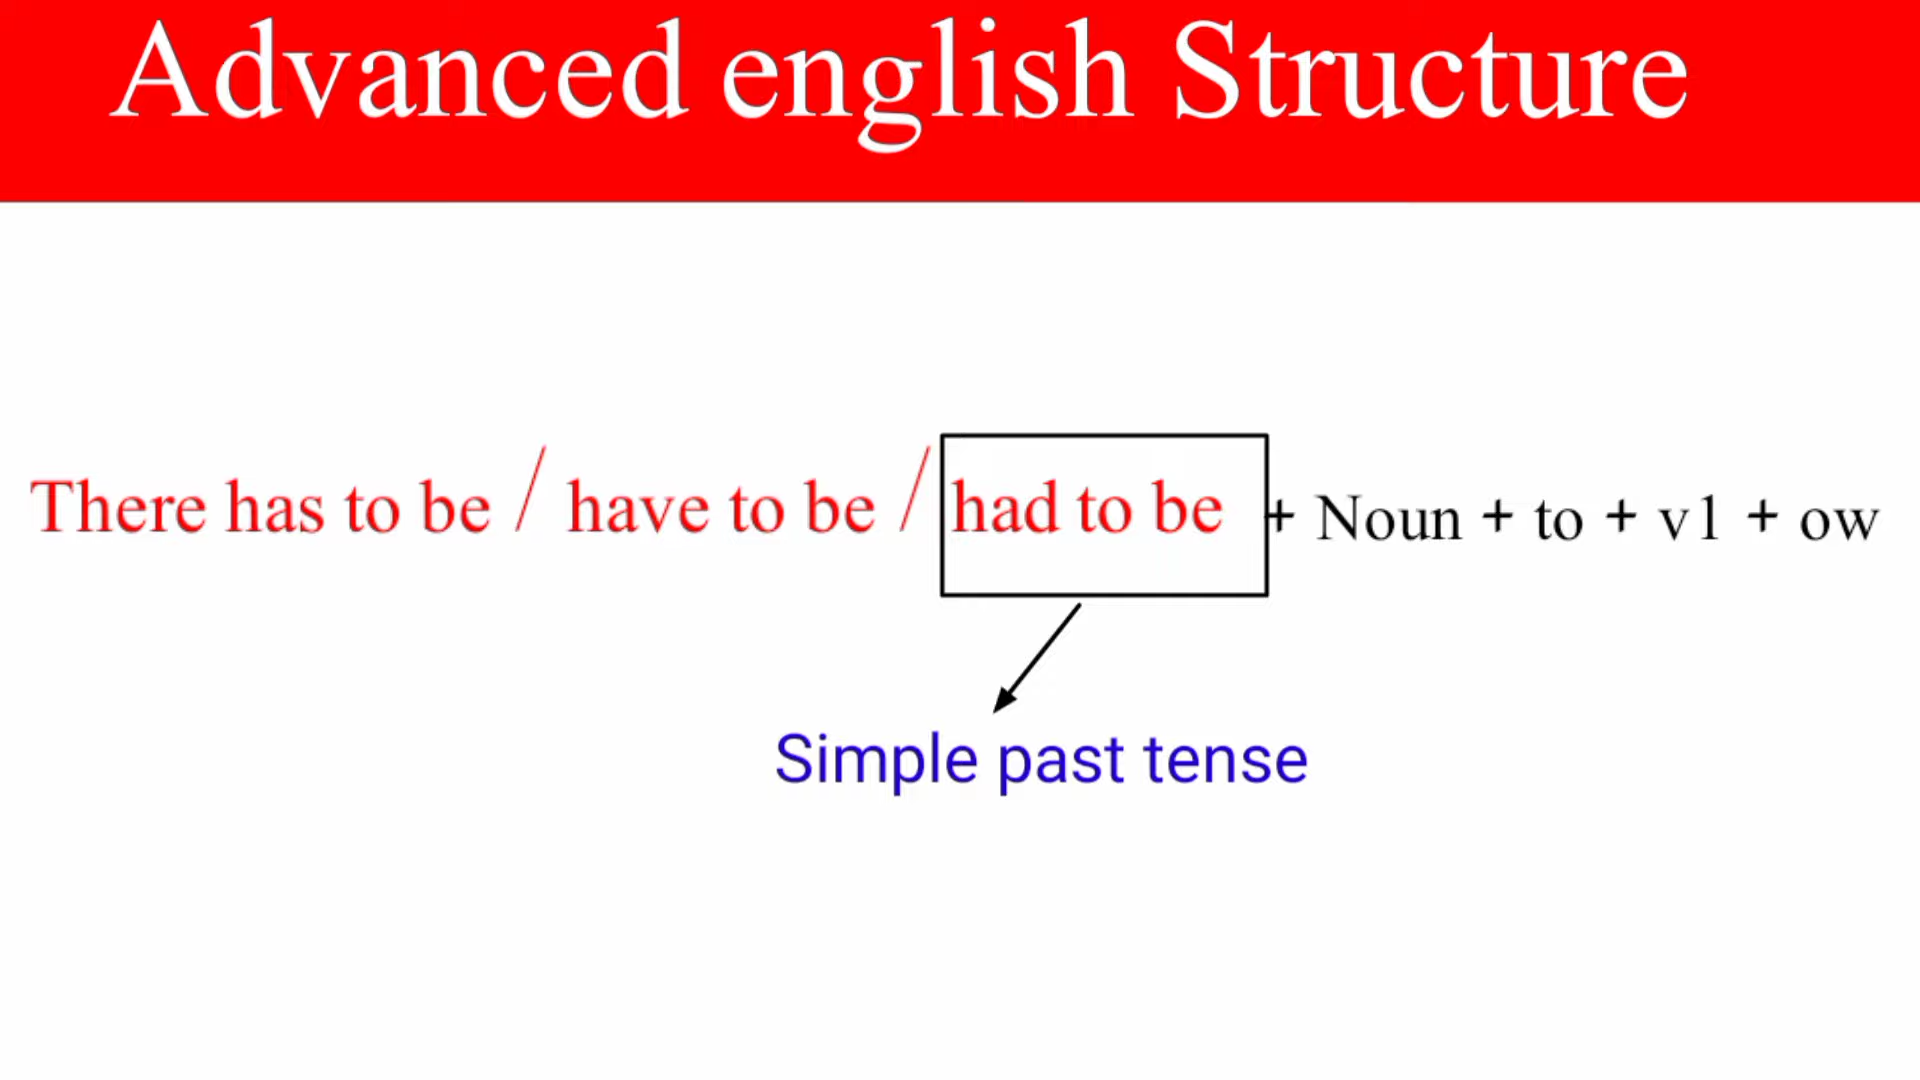 Advanced english Structure
There has to be / have to be / had to be + Noun + to + v1 + ow
Simple past tense